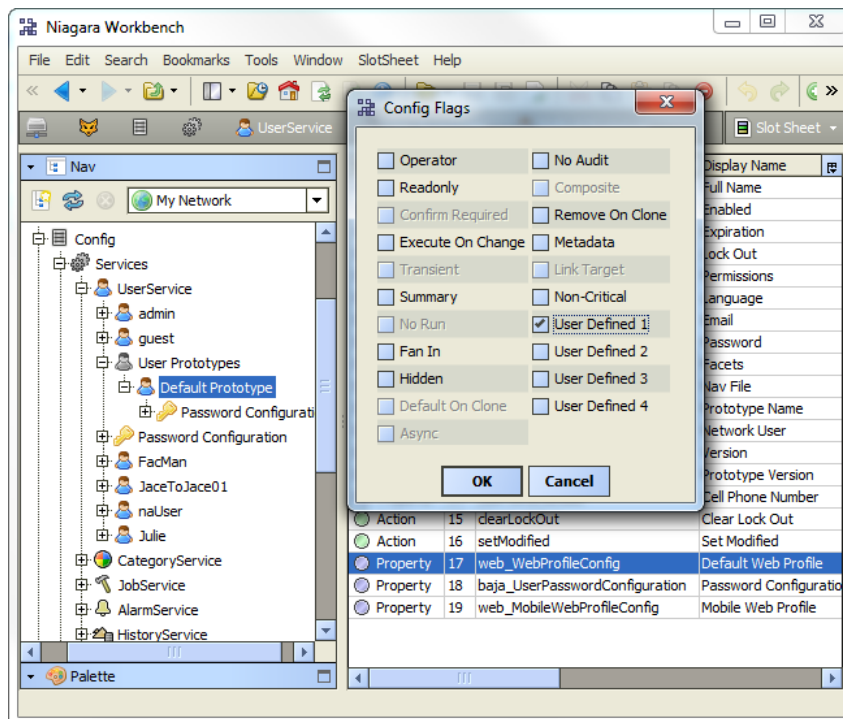 Niagara Workbench
File Edit Search Bookmarks Tools Window SlotSheet Help
UserService
Slot Sheet
Nav
My Network
Config
Services
UserService
admin
guest
User Prototypes
Default Prototype
Password Configurati
Password Configuration
FacMan
JaceToJace01
naUser
Julie
CategoryService
JobService
AlarmService
HistoryService
Palette
Config Flags
Operator No Audit
Readonly Composite
Confirm Required Remove On Clone
Execute On Change Metadata
Transient Link Target
Summary Non-Critical
No Run User Defined 1
Fan In User Defined 2
Hidden User Defined 3
Default On Clone User Defined 4
Async
OK Cancel
Display Name
Full Name
Enabled
Expiration
Lock Out
Permissions
Language
Email
Password
Facets
Nav File
Prototype Name
Network User
Version
Prototype Version
Cell Phone Number
Action 15 clearLockOut Clear Lock Out
Action 16 setModified Set Modified
Property 17 web_WebProfileConfig Default Web Profile
Property 18 baja_UserPasswordConfiguration Password Configuratio
Property 19 web_MobileWebProfileConfig Mobile Web Profile